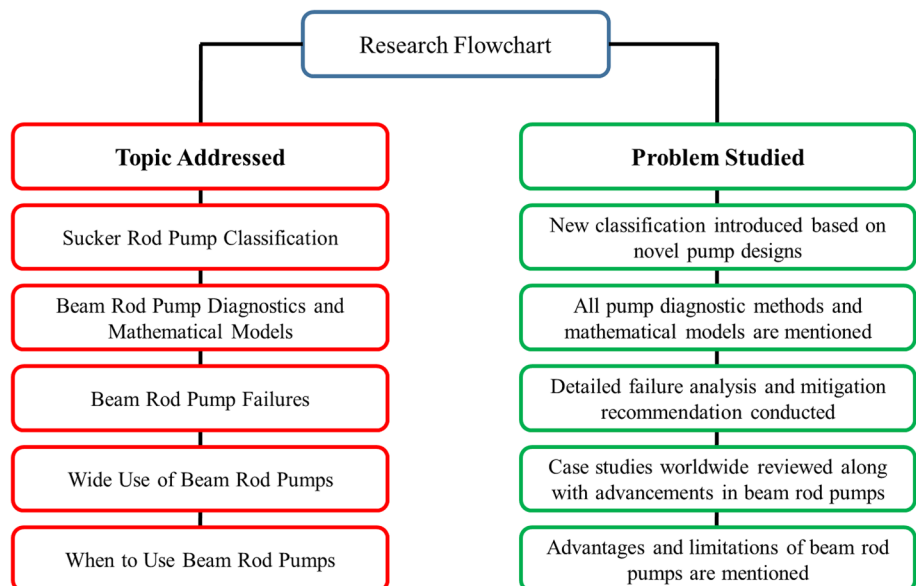 Research Flowchart
Topic Addressed
Sucker Rod Pump Classification
Beam Rod Pump Diagnostics and
Mathematical Models
Beam Rod Pump Failures
Wide Use of Beam Rod Pumps
When to Use Beam Rod Pumps
Problem Studied
New classification introduced based on
novel pump designs
All pump diagnostic methods and
mathematical models are mentioned
Detailed failure analysis and mitigation
recommendation conducted
Case studies worldwide reviewed along
with advancements in beam rod pumps
Advantages and limitations of beam rod
pumps are mentioned